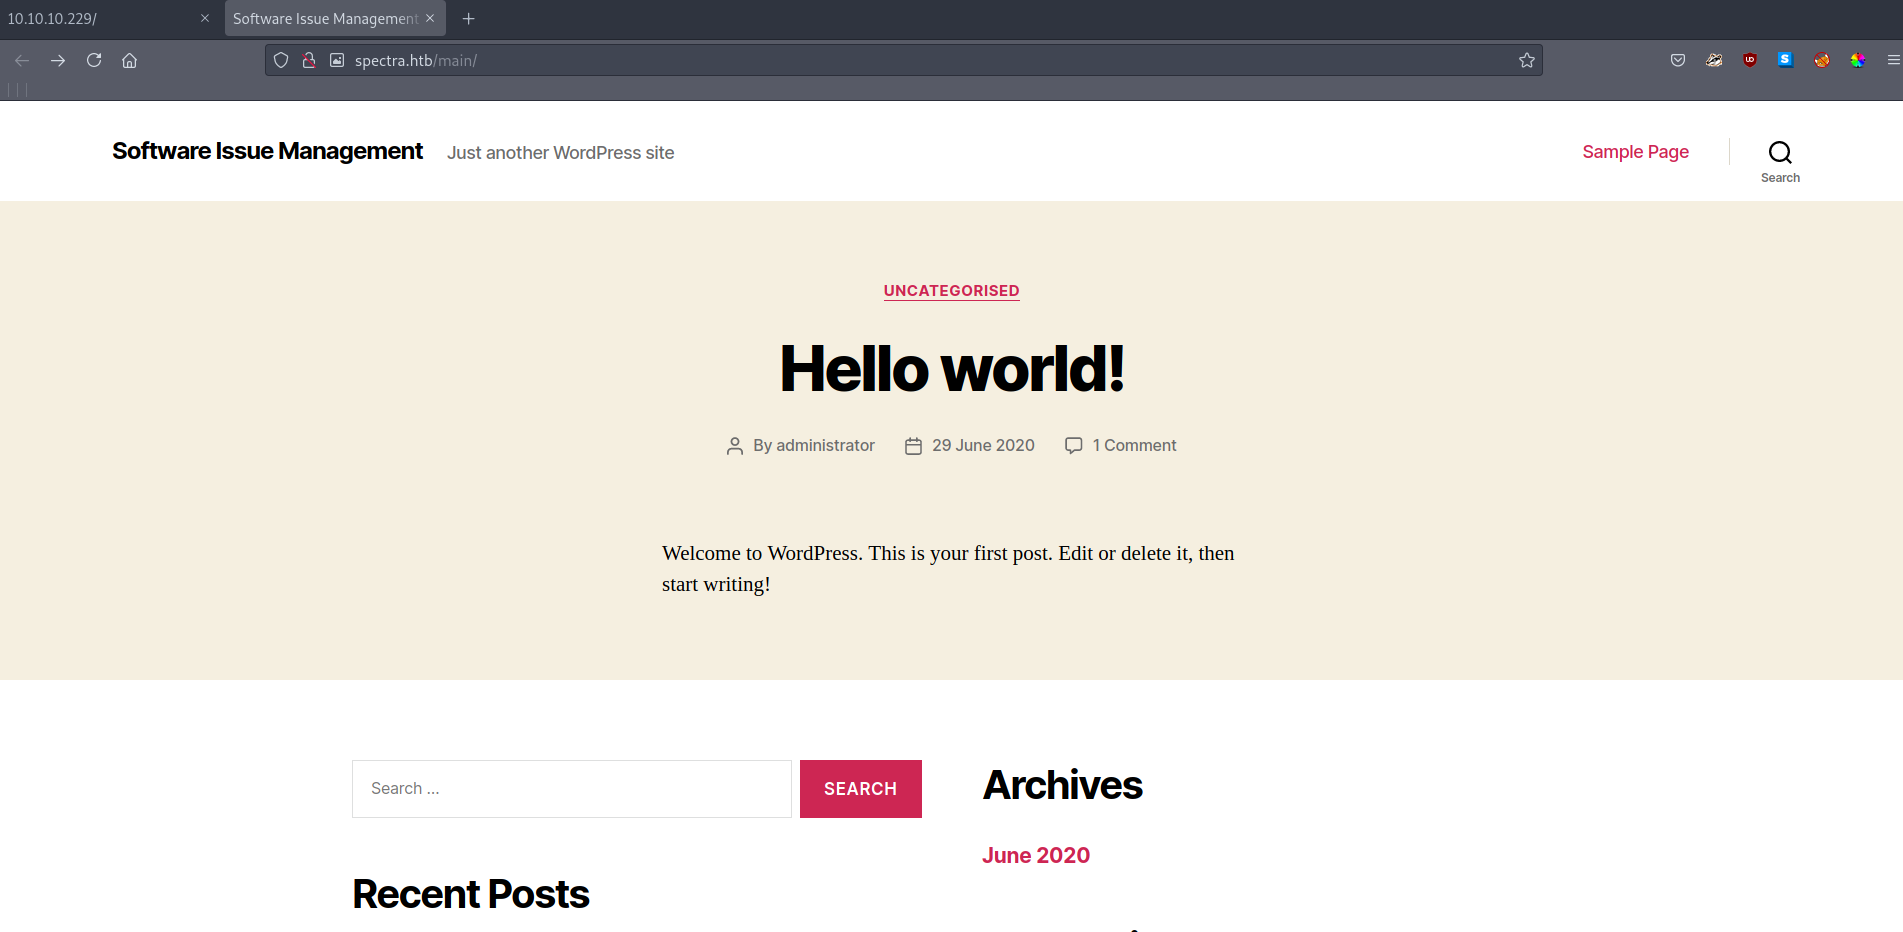 10.10.10.229/
Software Issue Management
spectra.htb/main/
Software Issue Management
Just another WordPress site
Sample Page
Search
UNCATEGORISED
Hello world!
By administrator
29 June 2020
1 Comment
Welcome to WordPress. This is your first post. Edit or delete it, then
start writing!
Search …
SEARCH
Archives
June 2020
Recent Posts